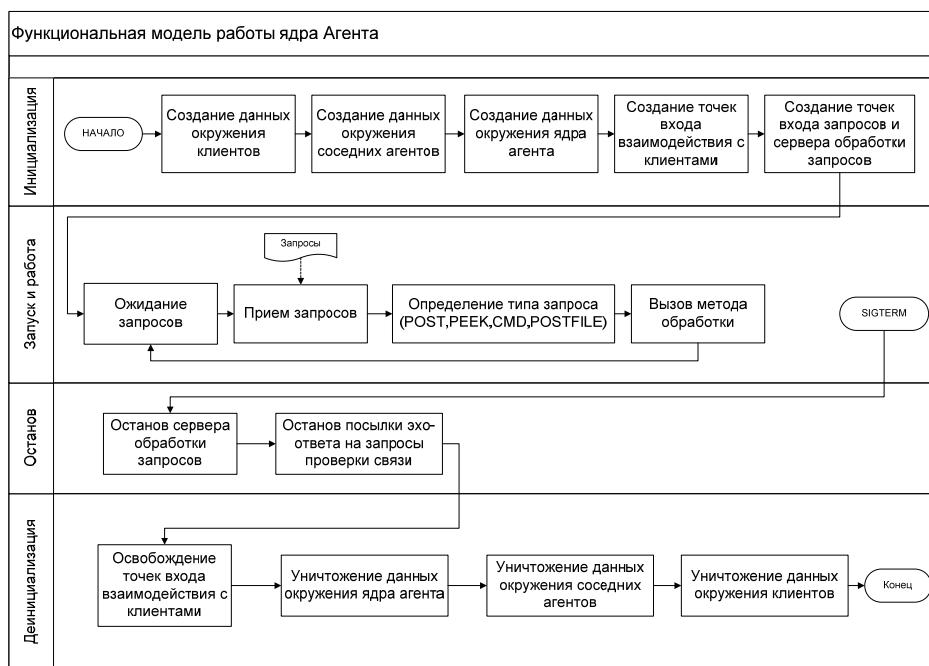 Функциональная модель работы ядра Агента
Инициализация
НАЧАЛО
Создание данных
окружения
клиентов
Создание данных
окружения
соседних агентов
Создание данных
окружения ядра
агента
Создание точек
входа
взаимодействия с
клиентами
Создание точек
входа запросов и
сервера обработки
запросов
Запуск и работа
Запросы
Ожидание
запросов
Прием запросов
Определение типа запроса
(POST,PEEK,CMD,POSTFILE)
Вызов метода
обработки
SIGTERM
Останов
Останов сервера
обработки
запросов
Останов посылки эхо-
ответа на запросы
проверки связи
Деинициализация
Освобождение
точек входа
взаимодействия с
клиентами
Уничтожение данных
окружения ядра агента
Уничтожение данных
окружения соседних
агентов
Уничтожение данных
окружения клиентов
Конец